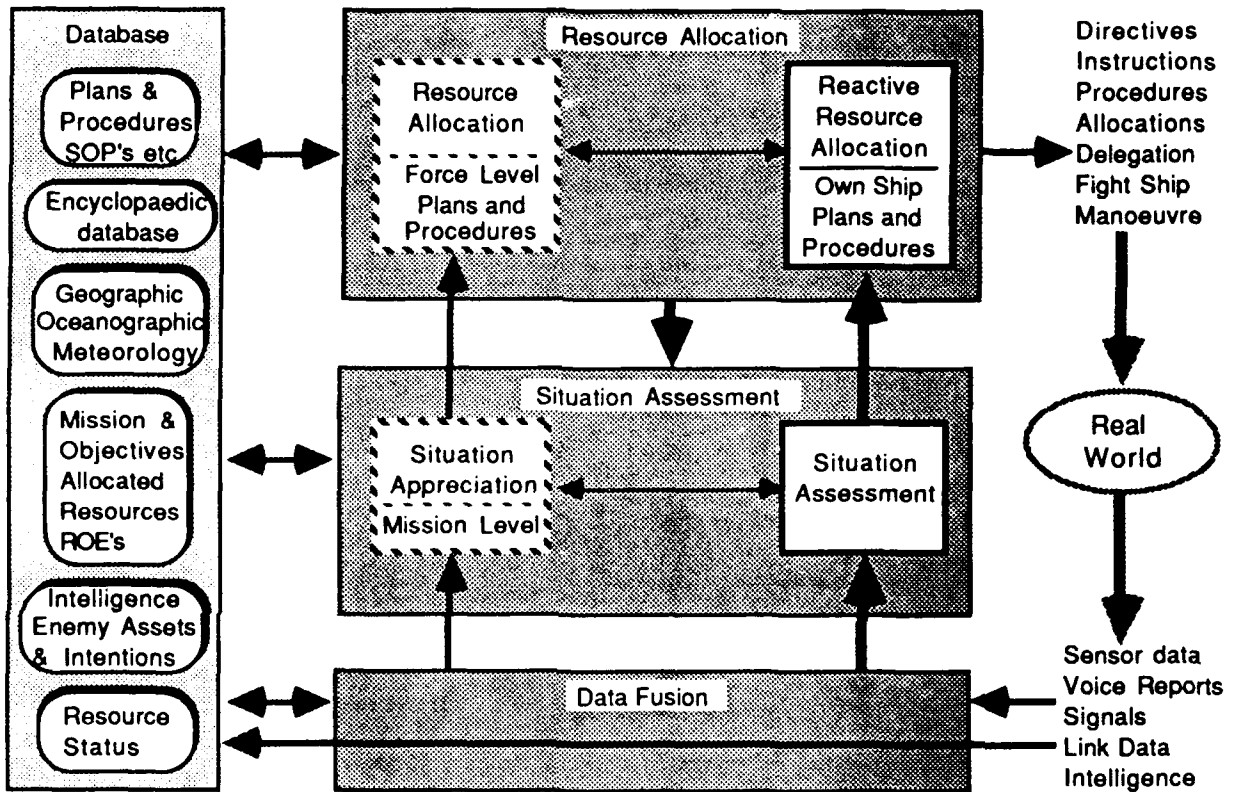 Database
Plans &
Procedures
SOP's etc
Encyclopaedic
database
Geographic
Oceanographic
Meteorology
Mission &
Objectives
Allocated
Resources
ROE's
Intelligence
Enemy Assets
& Intentions
Resource
Status
Resource Allocation
Resource
Allocation
Force Level
Plans and
Procedures
Reactive
Resource
Allocation
Own Ship
Plans and
Procedures
Situation Assessment
Situation
Appreciation
Mission Level
Situation
Assessment
Data Fusion
Directives
Instructions
Procedures
Allocations
Delegation
Fight Ship
Manoeuvre
Real
World
Sensor data
Voice Reports
Signals
Link Data
Intelligence